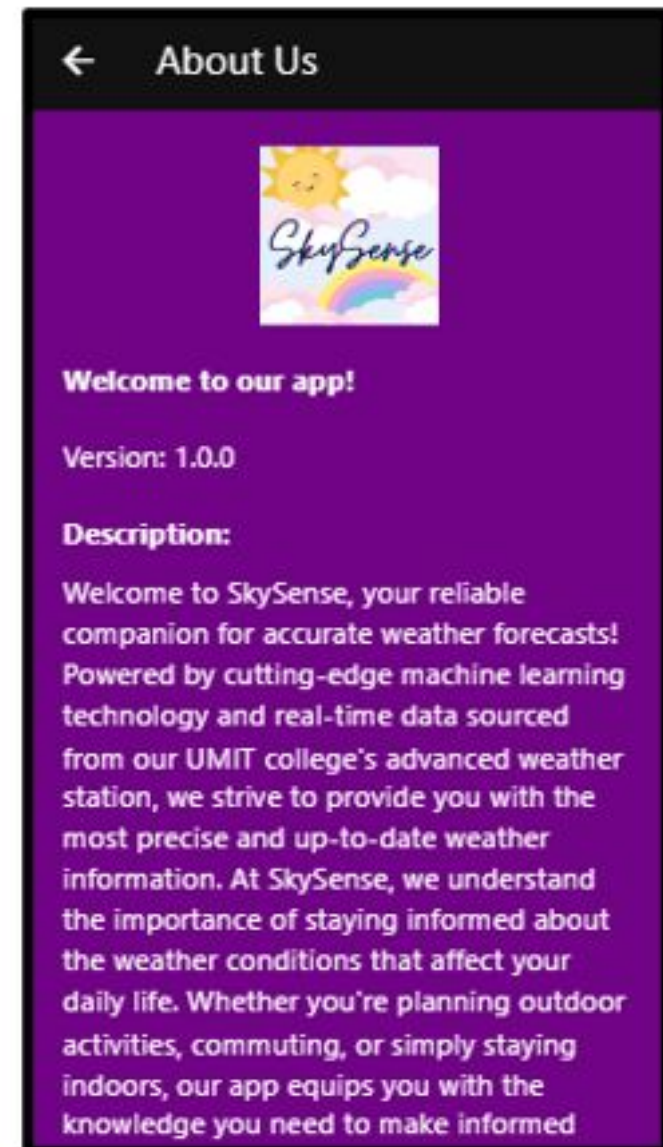 About Us
SkySense
Welcome to our app!
Version: 1.0.0
Description:
Welcome to SkySense, your reliable
companion for accurate weather forecasts!
Powered by cutting-edge machine learning
technology and real-time data sourced
from our UMIT college's advanced weather
station, we strive to provide you with the
most precise and up-to-date weather
information. At SkySense, we understand
the importance of staying informed about
the weather conditions that affect your
daily life. Whether you're planning outdoor
activities, commuting, or simply staying
indoors, our app equips you with the
knowledge you need to make informed